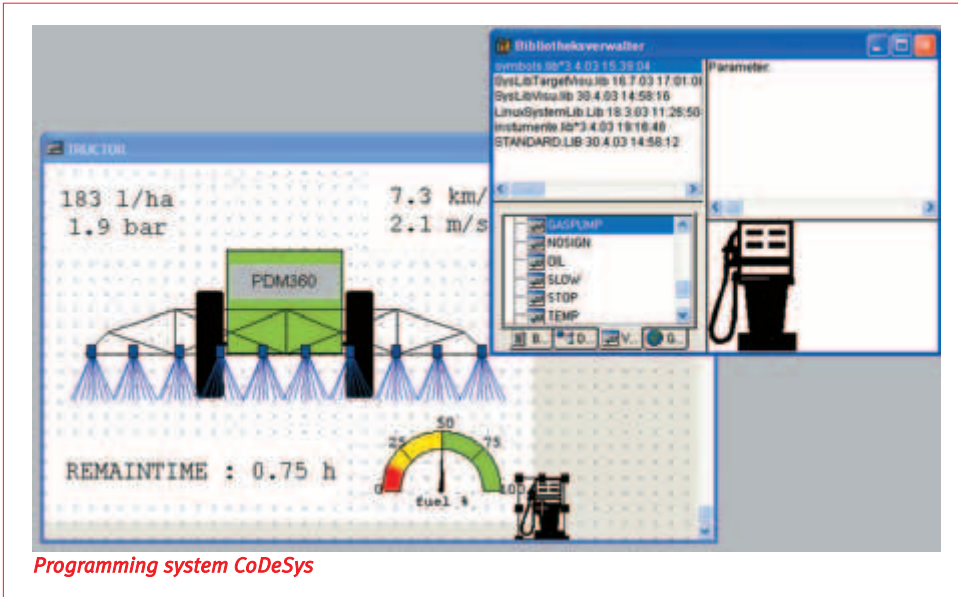 Bibliotheksverwalter
symbols.lib*3.4.03 15:39:04
SysLibTargetVisu.lib 16.7.03 17:01:0
SysLibVisu.lib 30.4.03 14:58:16
LinuxSystemLib.Lib 18.3.03 11:26:50
instumente.lib*3.4.03 19:16:48
STANDARD.LIB 30.4.03 14:58:12
Parameter:
GASPUMP
NOSIGN
OIL
SLOW
STOP
TEMP
B... D... V... G...
TRUCTOR
183 l/ha
1.9 bar
7.3 km/
2.1 m/s
PDM360
REMAINTIME : 0.75 h
0 25 50 75 100
fuel %
Programming system CoDeSys